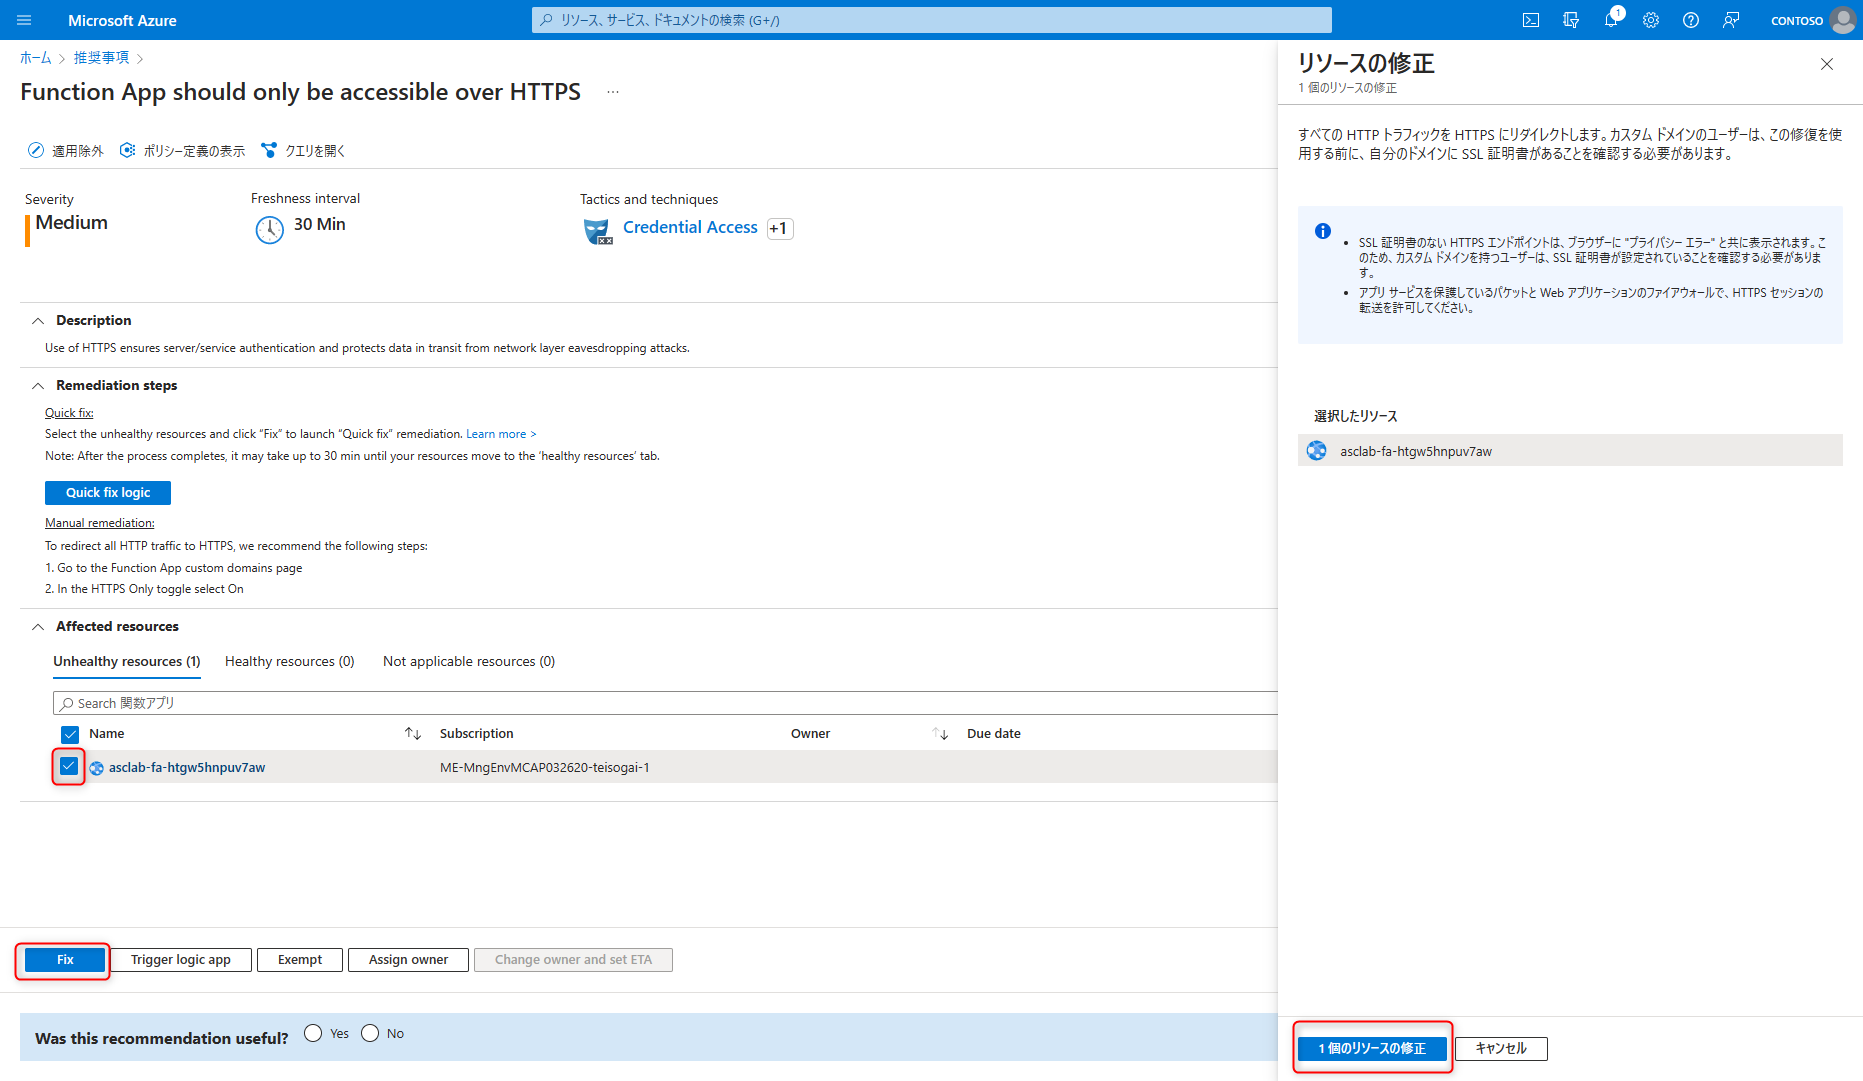 Microsoft Azure
リソース、サービス、ドキュメントの検索 (G+/)
1
CONTOSO
ホーム > 推奨事項 >
Function App should only be accessible over HTTPS ...
適用除外 ポリシー定義の表示 クエリを開く
Severity
Medium
Freshness interval
30 Min
Tactics and techniques
Credential Access +1
Description
Use of HTTPS ensures server/service authentication and protects data in transit from network layer eavesdropping attacks.
Remediation steps
Quick fix:
Select the unhealthy resources and click “Fix” to launch “Quick fix” remediation. Learn more >
Note: After the process completes, it may take up to 30 min until your resources move to the ‘healthy resources’ tab.
Quick fix logic
Manual remediation:
To redirect all HTTP traffic to HTTPS, we recommend the following steps:
1. Go to the Function App custom domains page
2. In the HTTPS Only toggle select On
Affected resources
Unhealthy resources (1) Healthy resources (0) Not applicable resources (0)
Search 関数アプリ
Name ↑↓ Subscription Owner ↑↓ Due date
asclab-fa-htgw5hnpuv7aw ME-MngEnvMCAP032620-teisogai-1
Fix Trigger logic app Exempt Assign owner Change owner and set ETA
Was this recommendation useful? Yes No
リソースの修正
1 個のリソースの修正
すべての HTTP トラフィックを HTTPS にリダイレクトします。カスタム ドメインのユーザーは、この修復を使
用する前に、自分のドメインに SSL 証明書があることを確認する必要があります。
• SSL 証明書のない HTTPS エンドポイントは、ブラウザーに "プライバシー エラー" と共に表示されます。こ
のため、カスタム ドメインを持つユーザーは、SSL 証明書が設定されていることを確認する必要がありま
す。
• アプリ サービスを保護しているパケットと Web アプリケーションのファイアウォールで、HTTPS セッションの
転送を許可してください。
選択したリソース
asclab-fa-htgw5hnpuv7aw
1 個のリソースの修正 キャンセル